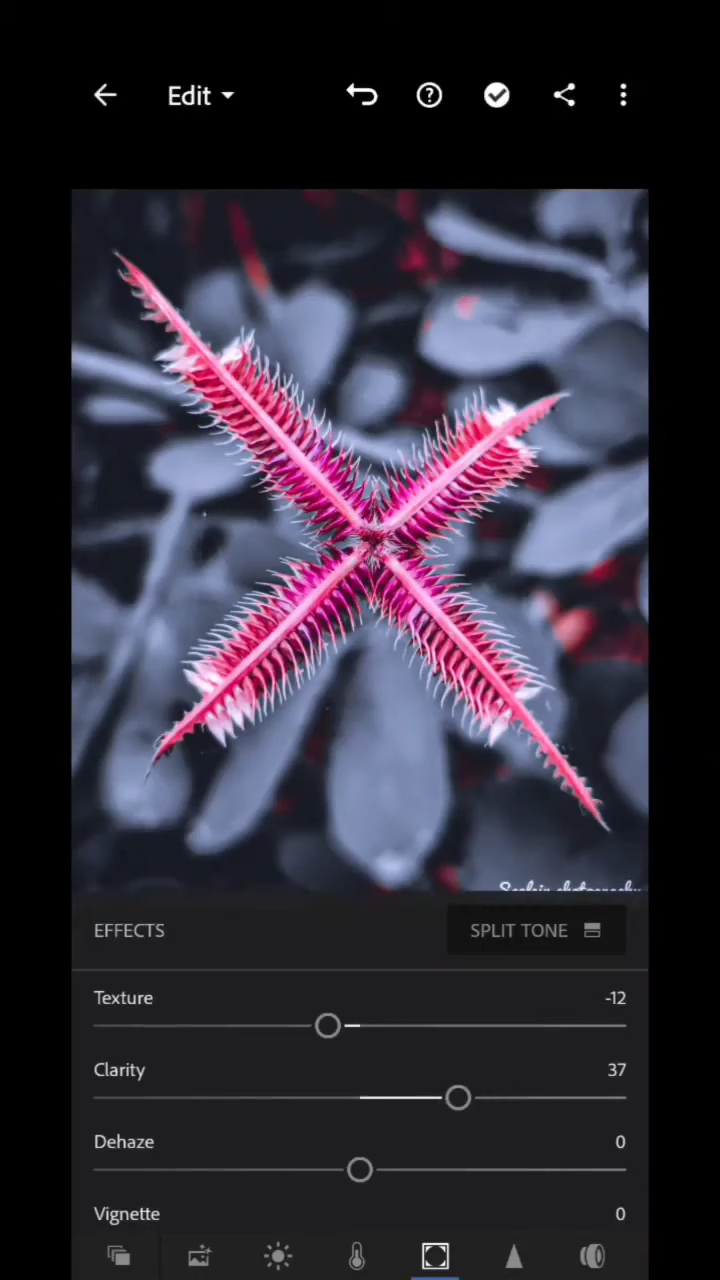 Edit
EFFECTS
SPLIT TONE
Texture -12
Clarity 37
Dehaze 0
Vignette 0